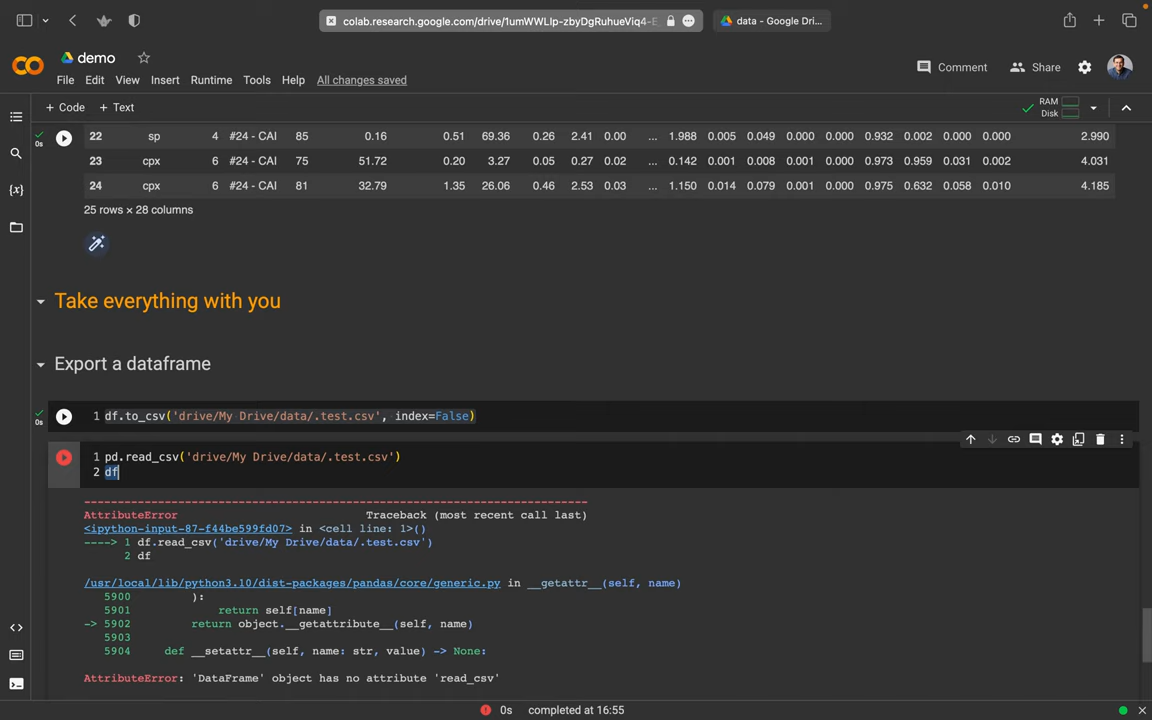 colab.research.google.com/drive/1umWWLIp-zbyDgRuhueViq4-E
data - Google Dri...
demo
File Edit View Insert Runtime Tools Help All changes saved
Comment Share
+ Code + Text
RAM
Disk
22 sp 4 #24 - CAI 85 0.16 0.51 69.36 0.26 2.41 0.00 ... 1.988 0.005 0.049 0.000 0.000 0.932 0.002 0.000 0.000 2.990
0s
23 cpx 6 #24 - CAI 75 51.72 0.20 3.27 0.05 0.27 0.02 ... 0.142 0.001 0.008 0.001 0.000 0.973 0.959 0.031 0.002 4.031
24 cpx 6 #24 - CAI 81 32.79 1.35 26.06 0.46 2.53 0.03 ... 1.150 0.014 0.079 0.001 0.000 0.975 0.632 0.058 0.010 4.185
25 rows × 28 columns
{x}
Take everything with you
Export a dataframe
1 df.to_csv('drive/My Drive/data/.test.csv', index=False)
0s
1 pd.read_csv('drive/My Drive/data/.test.csv')
2 df
---------------------------------------------------------------------------
AttributeError Traceback (most recent call last)
<ipython-input-87-f44be599fd07> in <cell line: 1>()
----> 1 df.read_csv('drive/My Drive/data/.test.csv')
2 df
/usr/local/lib/python3.10/dist-packages/pandas/core/generic.py in __getattr__(self, name)
5900 ):
5901 return self[name]
-> 5902 return object.__getattribute__(self, name)
5903
5904 def __setattr__(self, name: str, value) -> None:
AttributeError: 'DataFrame' object has no attribute 'read_csv'
0s completed at 16:55